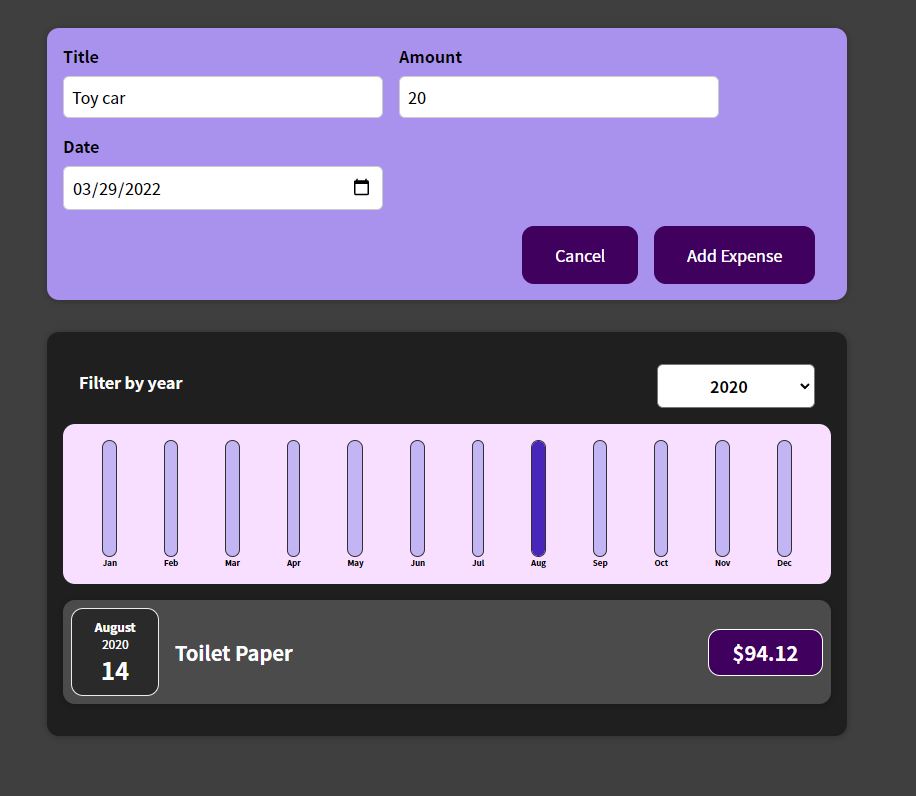 Title Amount
Toy car 20
Date
03/29/2022
Cancel Add Expense
Filter by year 2020
Jan Feb Mar Apr May Jun Jul Aug Sep Oct Nov Dec
August
2020
14
Toilet Paper
$94.12